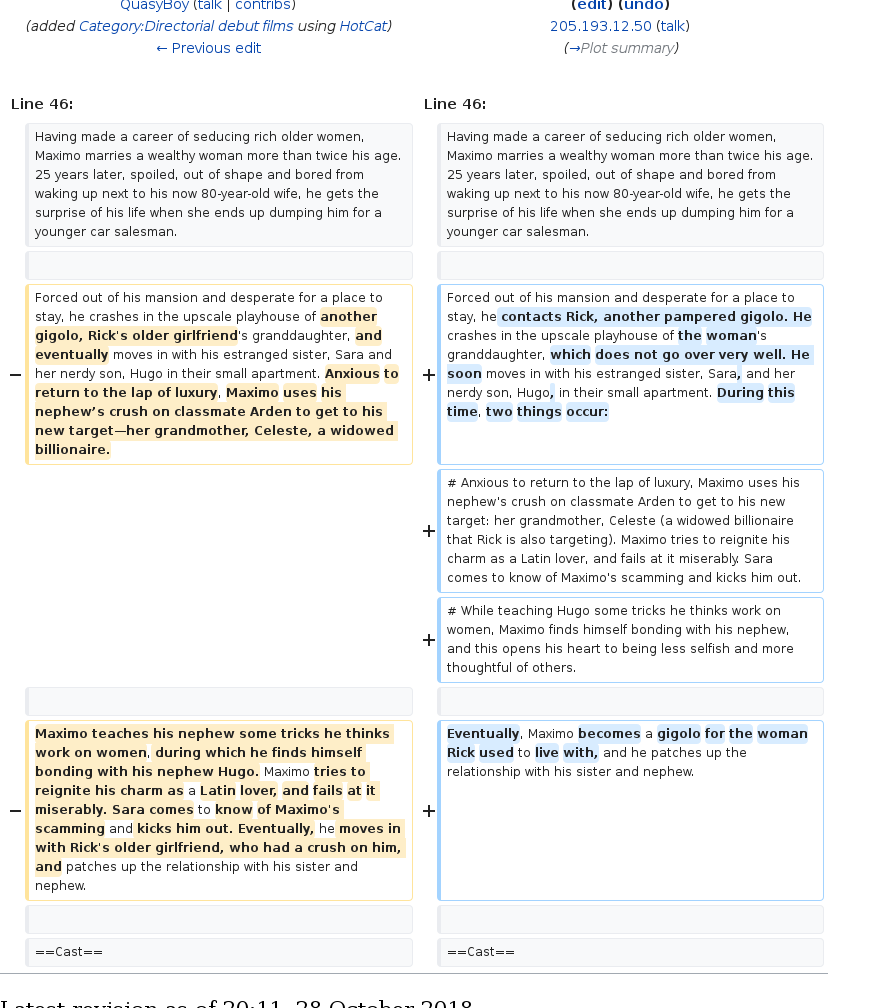 QuasyBoy (talk | contribs)
(added Category:Directorial debut films using HotCat)
← Previous edit
(edit) (undo)
205.193.12.50 (talk)
(→Plot summary)
Line 46:
Line 46:
Having made a career of seducing rich older women,
Maximo marries a wealthy woman more than twice his age.
25 years later, spoiled, out of shape and bored from
waking up next to his now 80-year-old wife, he gets the
surprise of his life when she ends up dumping him for a
younger car salesman.
Having made a career of seducing rich older women,
Maximo marries a wealthy woman more than twice his age.
25 years later, spoiled, out of shape and bored from
waking up next to his now 80-year-old wife, he gets the
surprise of his life when she ends up dumping him for a
younger car salesman.
−
Forced out of his mansion and desperate for a place to
stay, he crashes in the upscale playhouse of another
gigolo, Rick's older girlfriend's granddaughter, and
eventually moves in with his estranged sister, Sara and
her nerdy son, Hugo in their small apartment. Anxious to
return to the lap of luxury, Maximo uses his
nephew’s crush on classmate Arden to get to his
new target—her grandmother, Celeste, a widowed
billionaire.
+
Forced out of his mansion and desperate for a place to
stay, he contacts Rick, another pampered gigolo. He
crashes in the upscale playhouse of the woman's
granddaughter, which does not go over very well. He
soon moves in with his estranged sister, Sara, and her
nerdy son, Hugo, in their small apartment. During this
time, two things occur:
+
# Anxious to return to the lap of luxury, Maximo uses his
nephew's crush on classmate Arden to get to his new
target: her grandmother, Celeste (a widowed billionaire
that Rick is also targeting). Maximo tries to reignite his
charm as a Latin lover, and fails at it miserably. Sara
comes to know of Maximo's scamming and kicks him out.
+
# While teaching Hugo some tricks he thinks work on
women, Maximo finds himself bonding with his nephew,
and this opens his heart to being less selfish and more
thoughtful of others.
−
Maximo teaches his nephew some tricks he thinks
work on women, during which he finds himself
bonding with his nephew Hugo. Maximo tries to
reignite his charm as a Latin lover, and fails at it
miserably. Sara comes to know of Maximo's
scamming and kicks him out. Eventually, he moves in
with Rick's older girlfriend, who had a crush on him,
and patches up the relationship with his sister and
nephew.
+
Eventually, Maximo becomes a gigolo for the woman
Rick used to live with, and he patches up the
relationship with his sister and nephew.
==Cast==
==Cast==
Latest revision as of 20:11, 28 October 2018